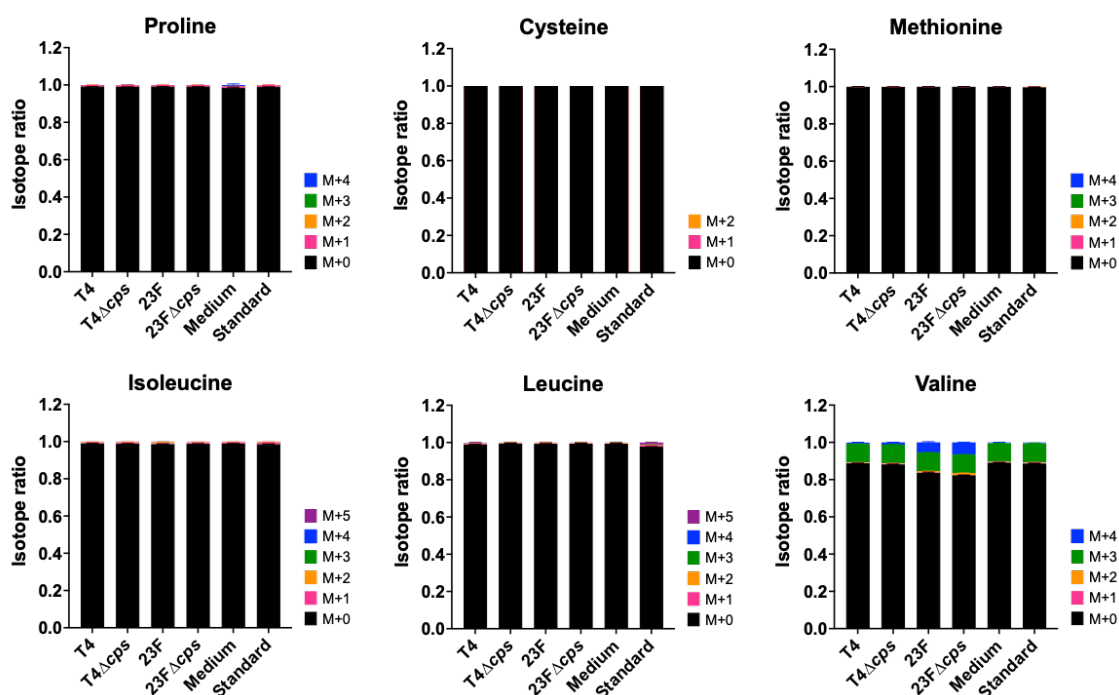 Proline
Isotope ratio
1.2
1.0
0.8
0.6
0.4
0.2
0.0
T4
T4Δcps
23F
23FΔcps
Medium
Standard
M+4
M+3
M+2
M+1
M+0
Cysteine
Isotope ratio
1.2
1.0
0.8
0.6
0.4
0.2
0.0
T4
T4Δcps
23F
23FΔcps
Medium
Standard
M+2
M+1
M+0
Methionine
Isotope ratio
1.2
1.0
0.8
0.6
0.4
0.2
0.0
T4
T4Δcps
23F
23FΔcps
Medium
Standard
M+4
M+3
M+2
M+1
M+0
Isoleucine
Isotope ratio
1.2
1.0
0.8
0.6
0.4
0.2
0.0
T4
T4Δcps
23F
23FΔcps
Medium
Standard
M+5
M+4
M+3
M+2
M+1
M+0
Leucine
Isotope ratio
1.2
1.0
0.8
0.6
0.4
0.2
0.0
T4
T4Δcps
23F
23FΔcps
Medium
Standard
M+5
M+4
M+3
M+2
M+1
M+0
Valine
Isotope ratio
1.2
1.0
0.8
0.6
0.4
0.2
0.0
T4
T4Δcps
23F
23FΔcps
Medium
Standard
M+4
M+3
M+2
M+1
M+0